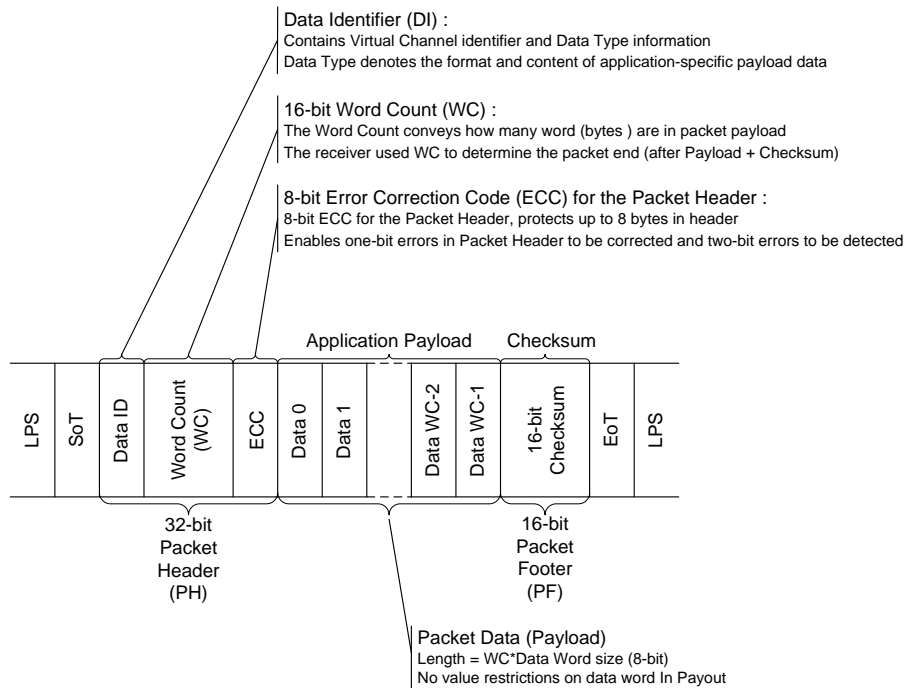 Data Identifier (DI) :
Contains Virtual Channel identifier and Data Type information
Data Type denotes the format and content of application-specific payload data
16-bit Word Count (WC) :
The Word Count conveys how many word (bytes ) are in packet payload
The receiver used WC to determine the packet end (after Payload + Checksum)
8-bit Error Correction Code (ECC) for the Packet Header :
8-bit ECC for the Packet Header, protects up to 8 bytes in header
Enables one-bit errors in Packet Header to be corrected and two-bit errors to be detected
Application Payload
Checksum
LPS
SoT
Data ID
Word Count
(WC)
ECC
Data 0
Data 1
Data WC-2
Data WC-1
16-bit
Checksum
EoT
LPS
32-bit
Packet
Header
(PH)
16-bit
Packet
Footer
(PF)
Packet Data (Payload)
Length = WC*Data Word size (8-bit)
No value restrictions on data word In Payout